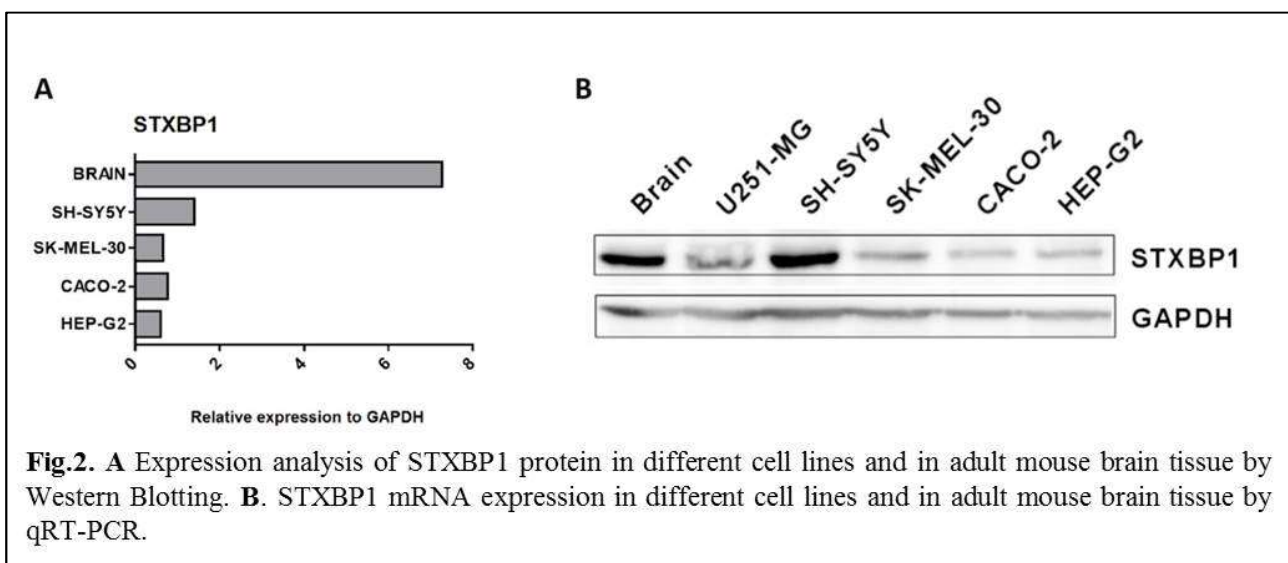 A
STXBP1
BRAIN
SH-SY5Y
SK-MEL-30
CACO-2
HEP-G2
0 2 4 6 8
Relative expression to GAPDH
B
Brain U251-MG SH-SY5Y SK-MEL-30 CACO-2 HEP-G2
STXBP1
GAPDH
Fig.2. A Expression analysis of STXBP1 protein in different cell lines and in adult mouse brain tissue by
Western Blotting. B. STXBP1 mRNA expression in different cell lines and in adult mouse brain tissue by
qRT-PCR.